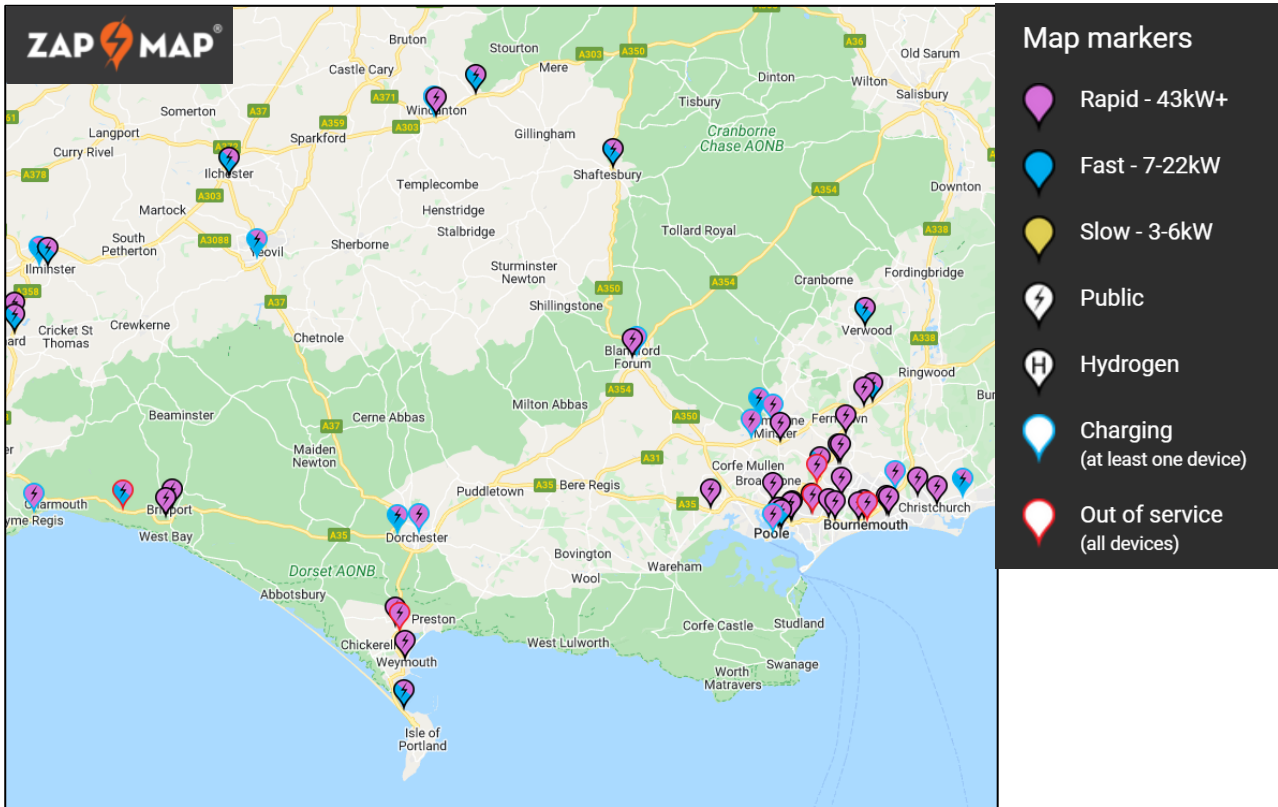 ZAP MAP®
Bruton
Stourton
A303
A350
A36
Old Sarum
Castle Cary
Mere
Dinton
Wilton
Salisbury
A371
Wincanton
A303
Tisbury
Somerton
A37
A359
Sparkford
Gillingham
Cranborne
Chase AONB
Langport
Curry Rivel
A378
Ilchester
Shaftesbury
Templecombe
A354
Downton
A303
Martock
Henstridge
Stalbridge
Tollard Royal
A338
South
Petherton
A3088
Sherborne
Ilminster
Sturminster
Newton
Fordingbridge
A354
Cranborne
A358
A350
A37
Shillingstone
Crewkerne
Cricket St
Thomas
Chetnole
Verwood
A338
Blandford
Forum
Ringwood
A354
Milton Abbas
Beaminster
Cerne Abbas
A350
A37
Maiden
Newton
A31
Corfe Mullen
Puddletown
A35
Bere Regis
A35
Charmouth
Bridport
Christchurch
West Bay
A35
Dorchester
Poole
Bournemouth
Bovington
Wareham
Wool
Dorset AONB
Abbotsbury
Preston
Corfe Castle
Studland
Chickerell
West Lulworth
Weymouth
Swanage
Worth
Matravers
Isle of
Portland
Map markers
Rapid - 43kW+
Fast - 7-22kW
Slow - 3-6kW
Public
H
Hydrogen
Charging
(at least one device)
Out of service
(all devices)